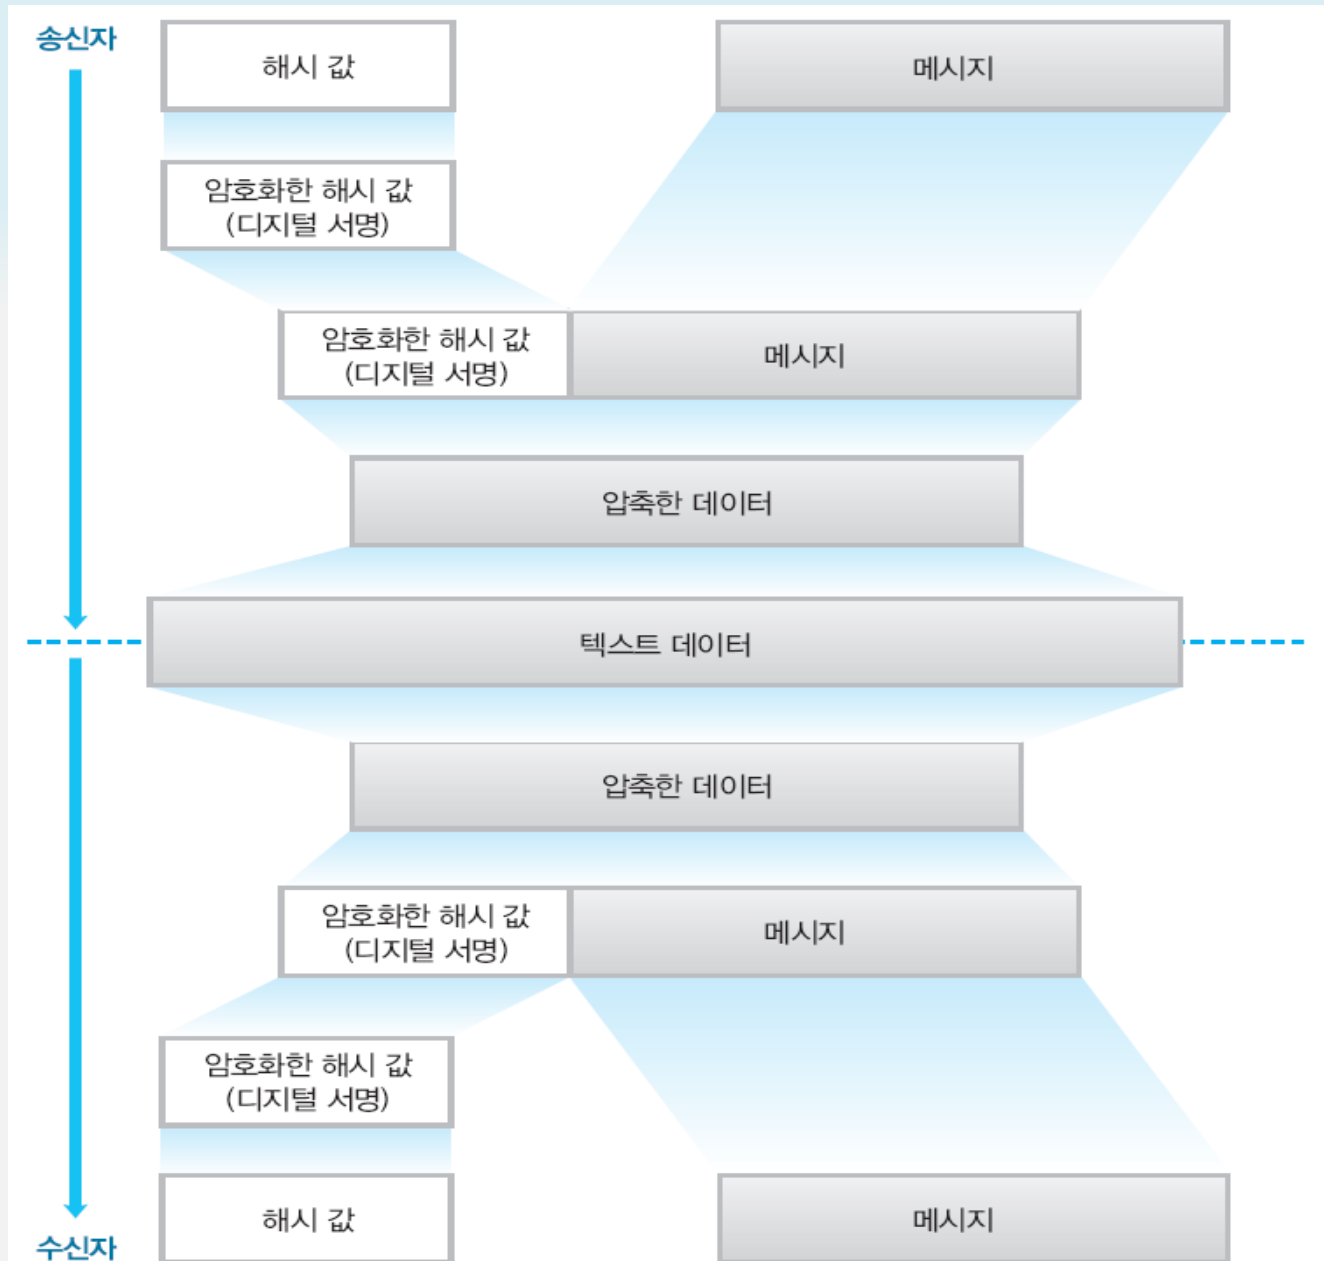 송신자
해시 값
메시지
암호화한 해시 값
(디지털 서명)
암호화한 해시 값
(디지털 서명)
메시지
압축한 데이터
텍스트 데이터
압축한 데이터
암호화한 해시 값
(디지털 서명)
메시지
암호화한 해시 값
(디지털 서명)
해시 값
메시지
수신자